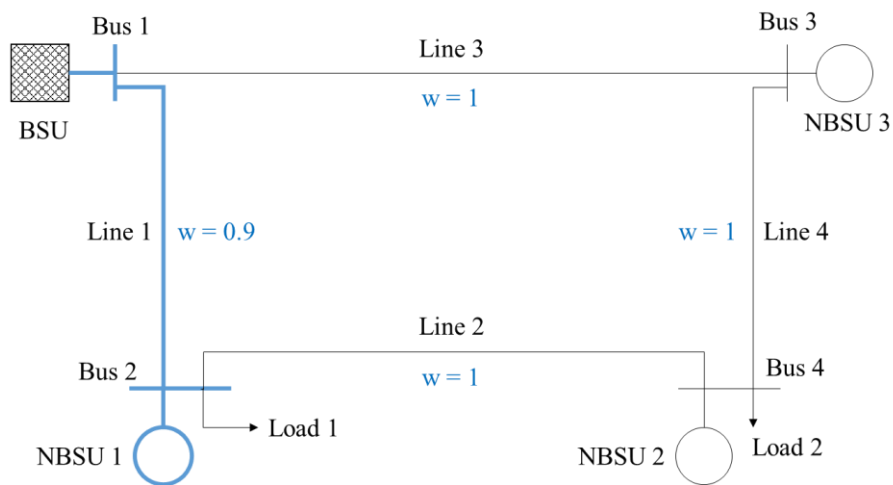 Bus 1
Bus 3
Line 3
w = 1
BSU
NBSU 3
Line 1
w = 0.9
w = 1
Line 4
Line 2
Bus 2
w = 1
Bus 4
Load 1
NBSU 1
NBSU 2
Load 2